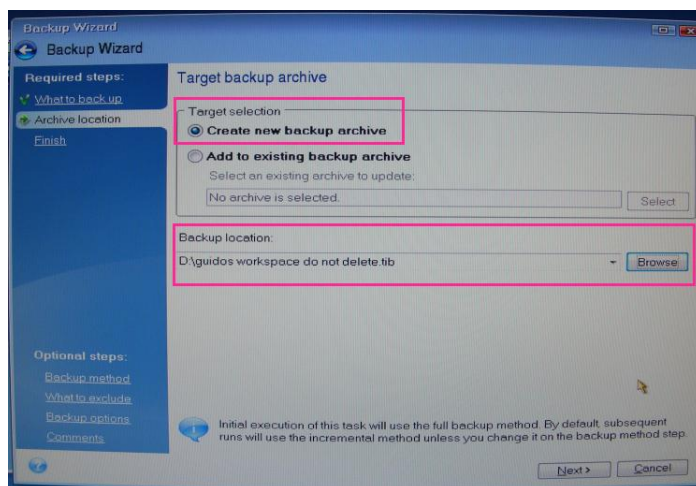 Backup Wizard
Backup Wizard
Required steps:
What to back up
Archive location
Finish
Target backup archive
Target selection
Create new backup archive
Add to existing backup archive
Select an existing archive to update:
No archive is selected.
Select
Backup location:
D:\guidos workspace do not delete.tib
Browse
Optional steps:
Backup method
What to exclude
Backup options
Comments
Initial execution of this task will use the full backup method. By default, subsequent
runs will use the incremental method unless you change it on the backup method step.
Next >
Cancel